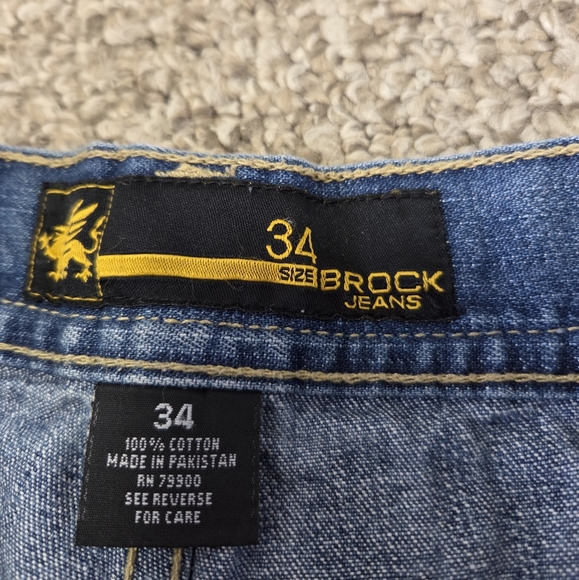 34
SIZE BROCK
JEANS
34
100% COTTON
MADE IN PAKISTAN
RN 79900
SEE REVERSE
FOR CARE